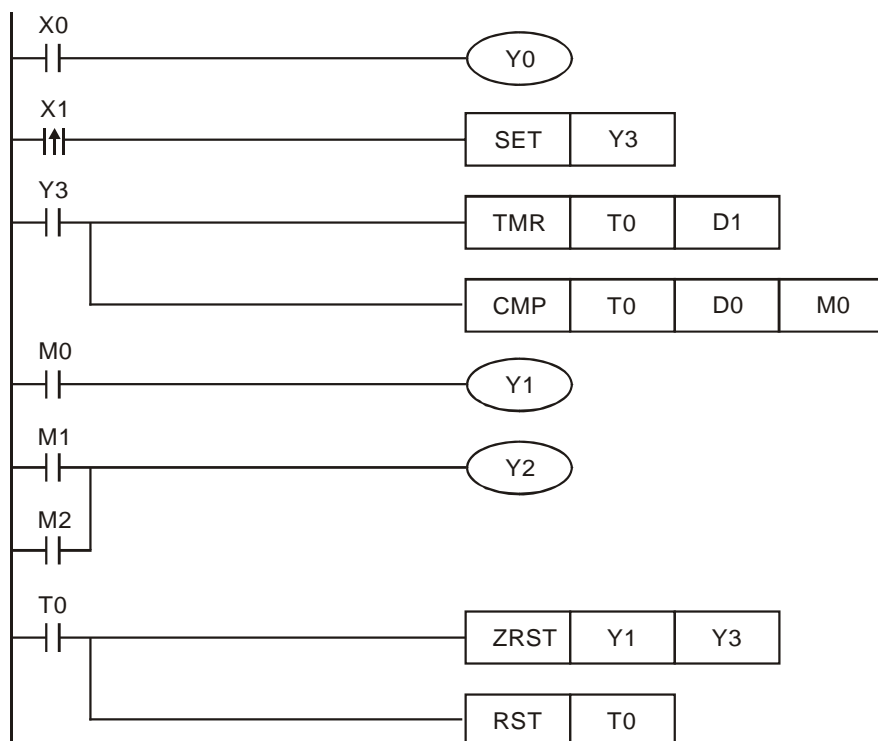 X0
Y0
X1
SET Y3
Y3
TMR T0 D1
CMP T0 D0 M0
M0
Y1
M1
Y2
M2
T0
ZRST Y1 Y3
RST T0